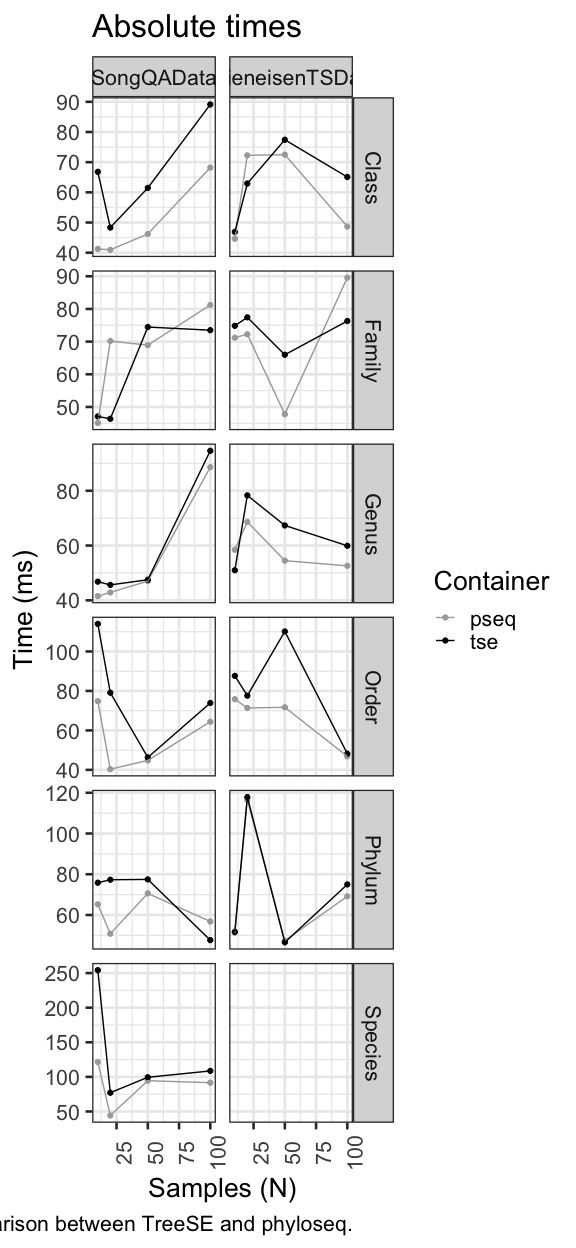 Absolute times
SongQAData
eneisenTSDa
90
80
70
60
50
40
Class
90
80
70
60
50
Family
80
60
40
Genus
100
80
60
40
Order
120
100
80
60
Phylum
250
200
150
100
50
Species
Time (ms)
25 50 75 100
25 50 75 100
Samples (N)
Container
pseq
tse
arison between TreeSE and phyloseq.